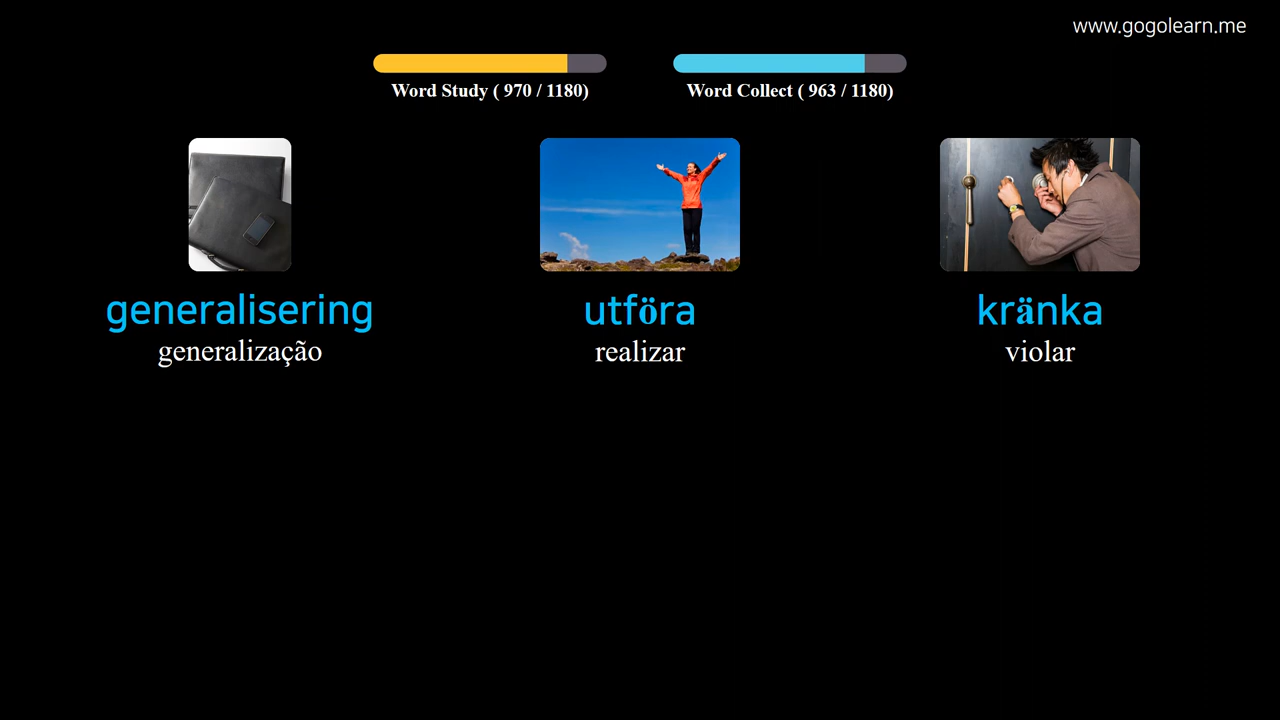 www.gogolearn.me
Word Study ( 970 / 1180)
Word Collect ( 963 / 1180)
generalisering
utföra
kränka
generalização
realizar
violar